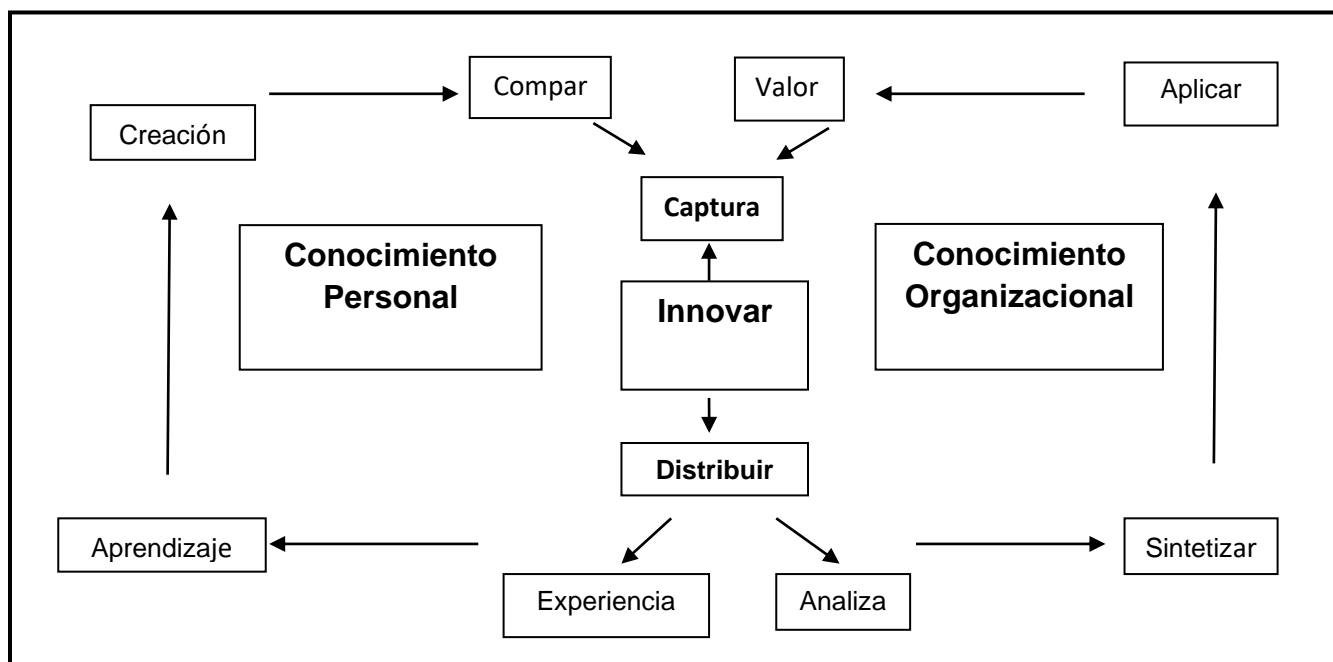 Compar
Valor
Aplicar
Creación
Captura
Conocimiento
Personal
Conocimiento
Organizacional
Innovar
Distribuir
Aprendizaje
Sintetizar
Experiencia
Analiza